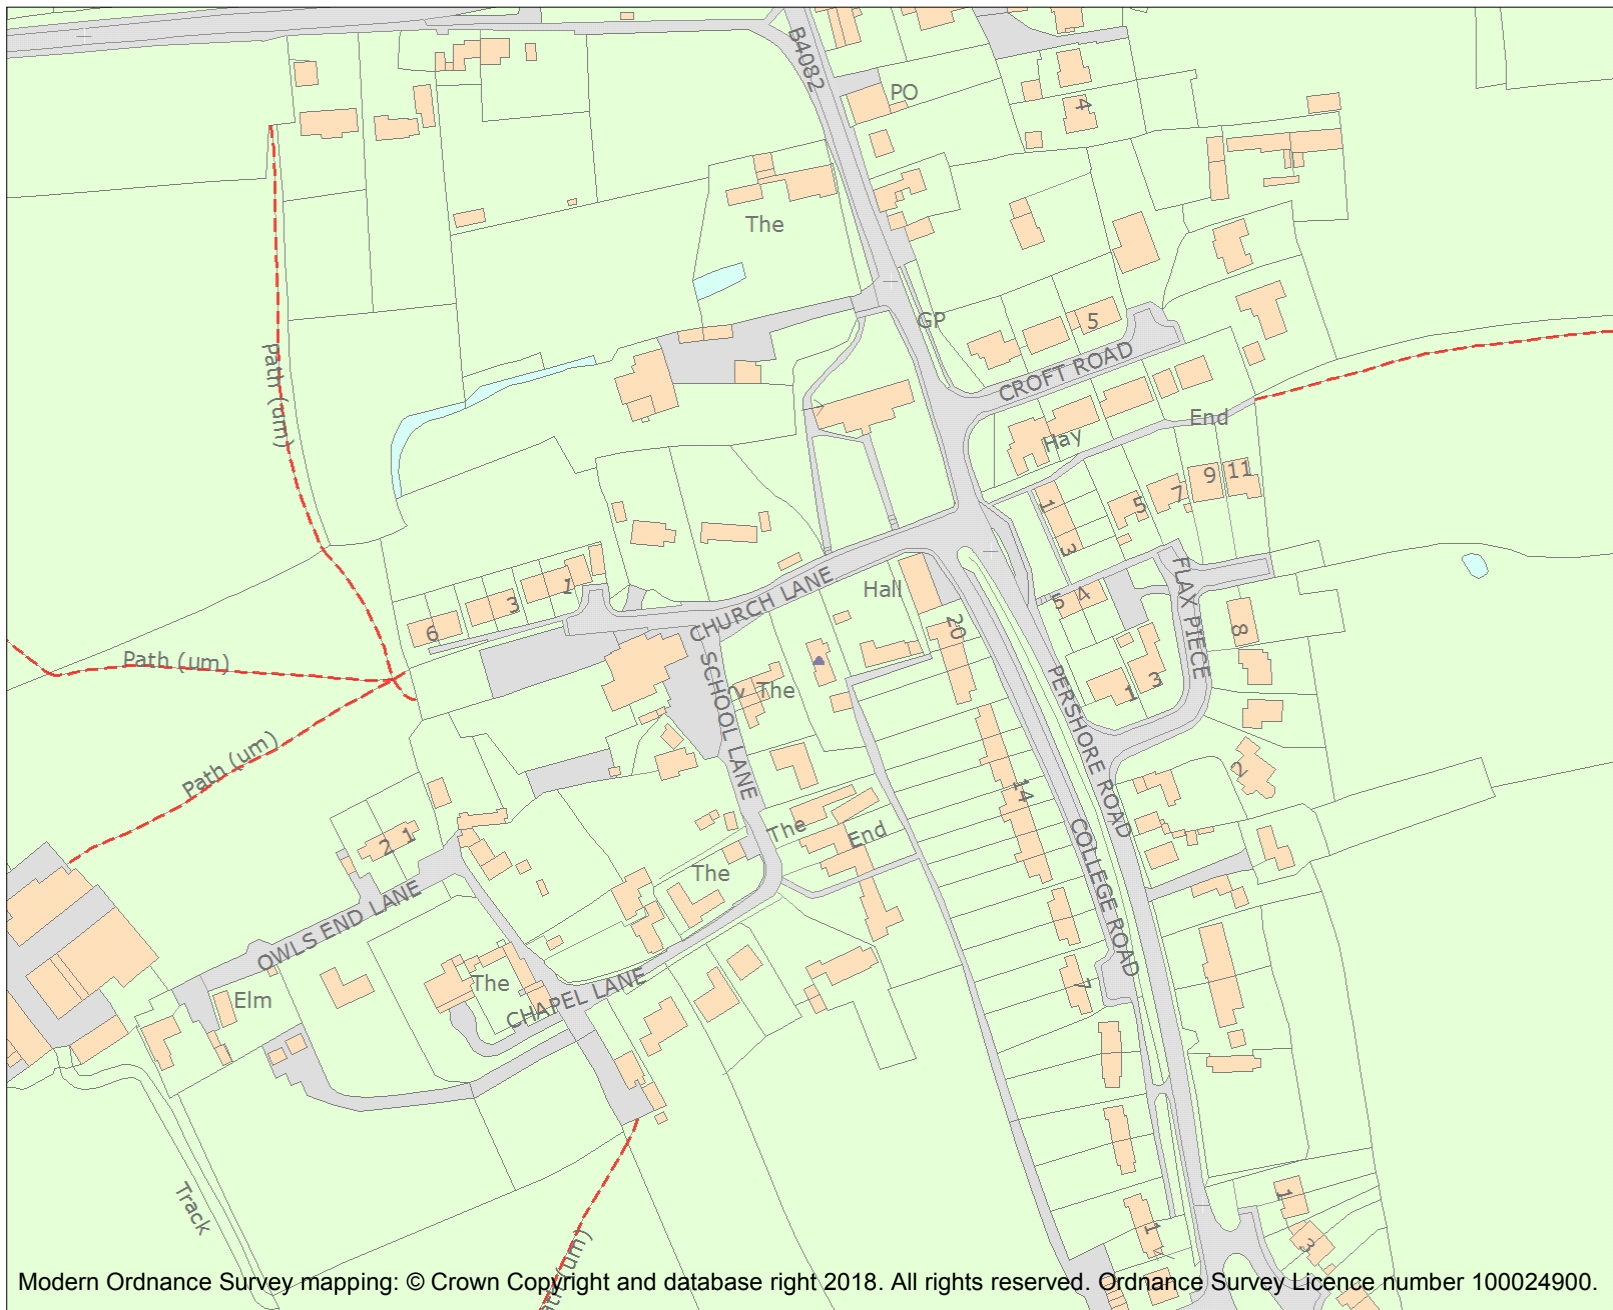 B4082
PO
4
The
GP
5
CROFT ROAD
Path (um)
End
Hay
9
11
1
5
7
3
CHURCH LANE
Hall
1
3
6
5
4
FLAX PIECE
20
8
Path (um)
SCHOOL LANE
The
PERSHORE ROAD
1
3
Path (um)
14
2
The
End
2
1
The
COLLEGE ROAD
OWLS END LANE
The
7
Elm
CHAPEL LANE
Track
1
1
3
Modern Ordnance Survey mapping: © Crown Copyright and database right 2018. All rights reserved. Ordnance Survey Licence number 100024900.